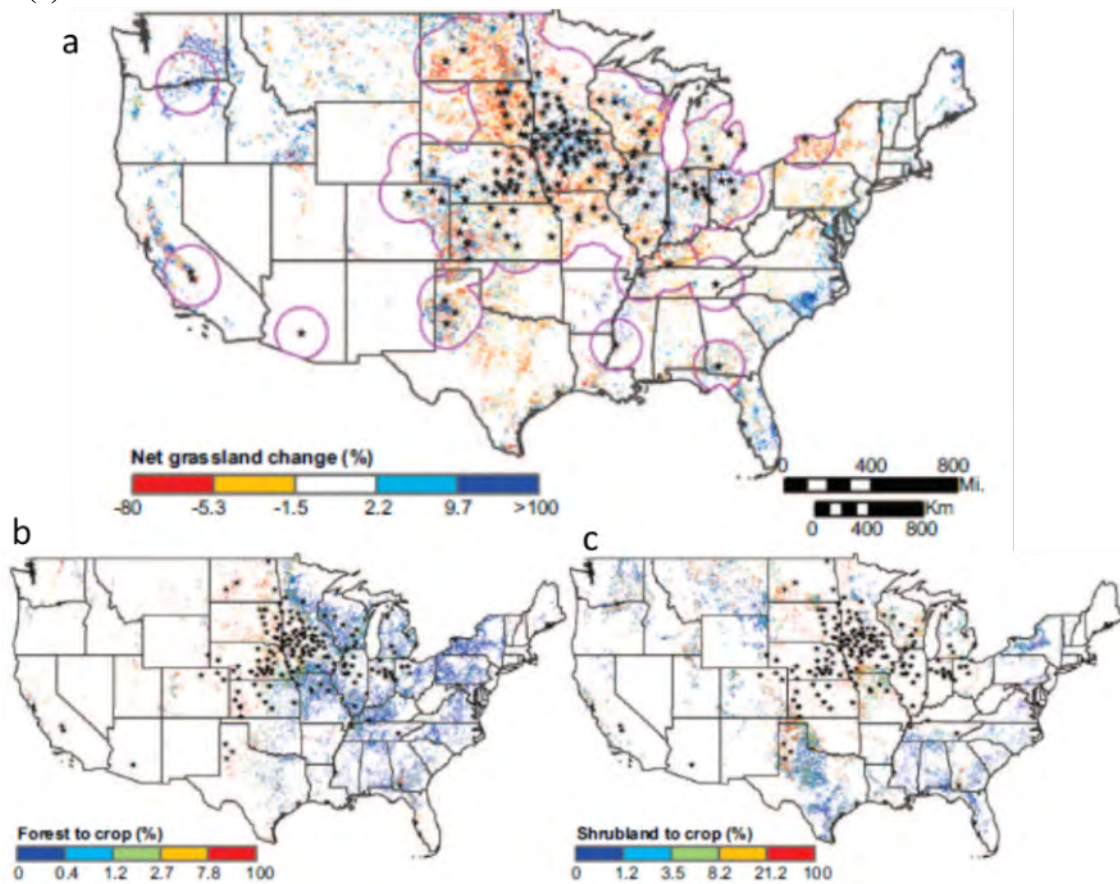 a
Net grassland change (%)
-80 -5.3 -1.5 2.2 9.7 >100
0 400 800
Mi.
Km
0 400 800
b
c
Forest to crop (%)
0 0.4 1.2 2.7 7.8 100
Shrubland to crop (%)
0 1.2 3.5 8.2 21.2 100